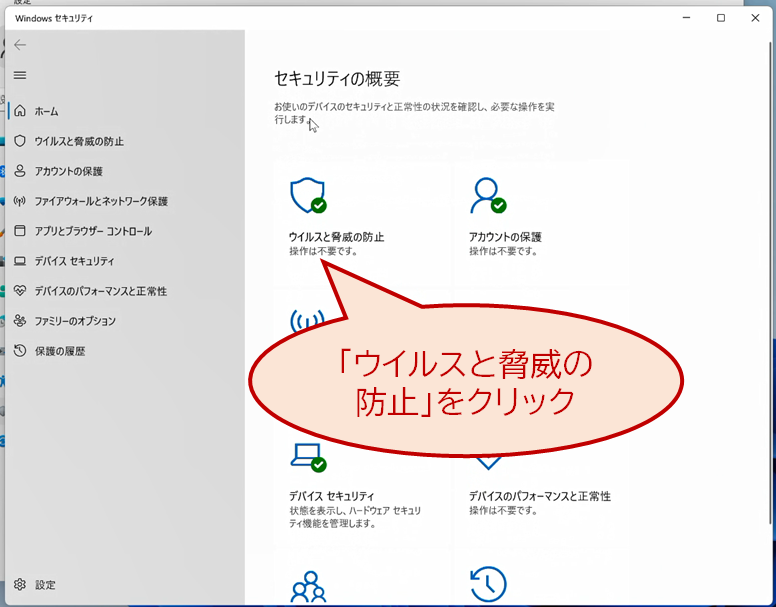 設定
Windows セキュリティ
ホーム
ウイルスと脅威の防止
アカウントの保護
ファイアウォールとネットワーク保護
アプリとブラウザー コントロール
デバイス セキュリティ
デバイスのパフォーマンスと正常性
ファミリーのオプション
保護の履歴
設定
セキュリティの概要
お使いのデバイスのセキュリティと正常性の状況を確認し、必要な操作を実
行します。
ウイルスと脅威の防止
操作は不要です。
アカウントの保護
操作は不要です。
「ウイルスと脅威の
防止」をクリック
デバイス セキュリティ
状態を表示し、ハードウェア セキュリ
ティ機能を管理します。
デバイスのパフォーマンスと正常性
操作は不要です。